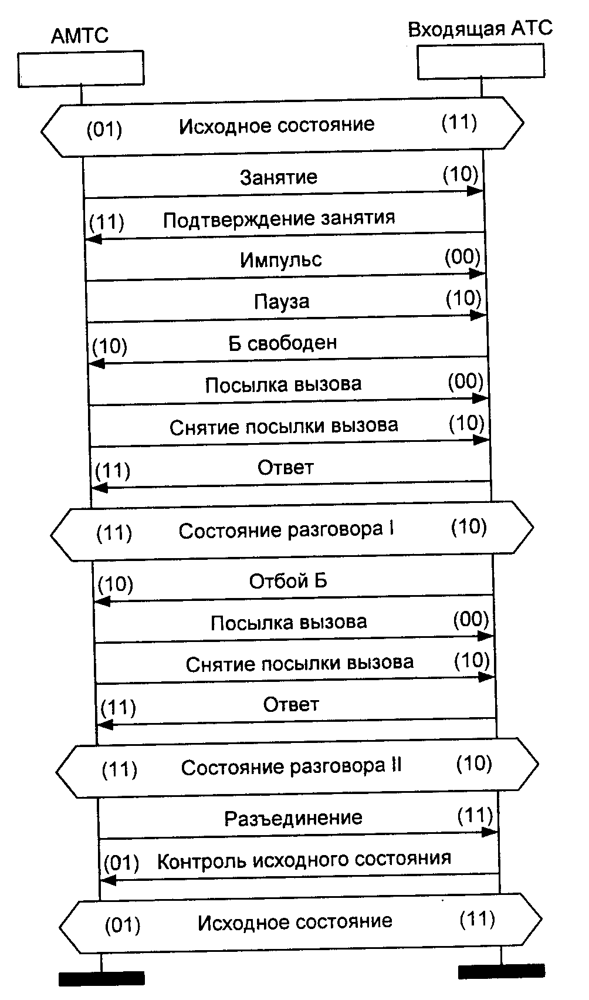 АМТС Входящая АТС
(01) Исходное состояние (11)
Занятие (10)
(11) Подтверждение занятия
Импульс (00)
Пауза (10)
(10) Б свободен
Посылка вызова (00)
Снятие посылки вызова (10)
(11) Ответ
(11) Состояние разговора I (10)
(10) Отбой Б
Посылка вызова (00)
Снятие посылки вызова (10)
(11) Ответ
(11) Состояние разговора II (10)
Разъединение (11)
(01) Контроль исходного состояния
(01) Исходное состояние (11)